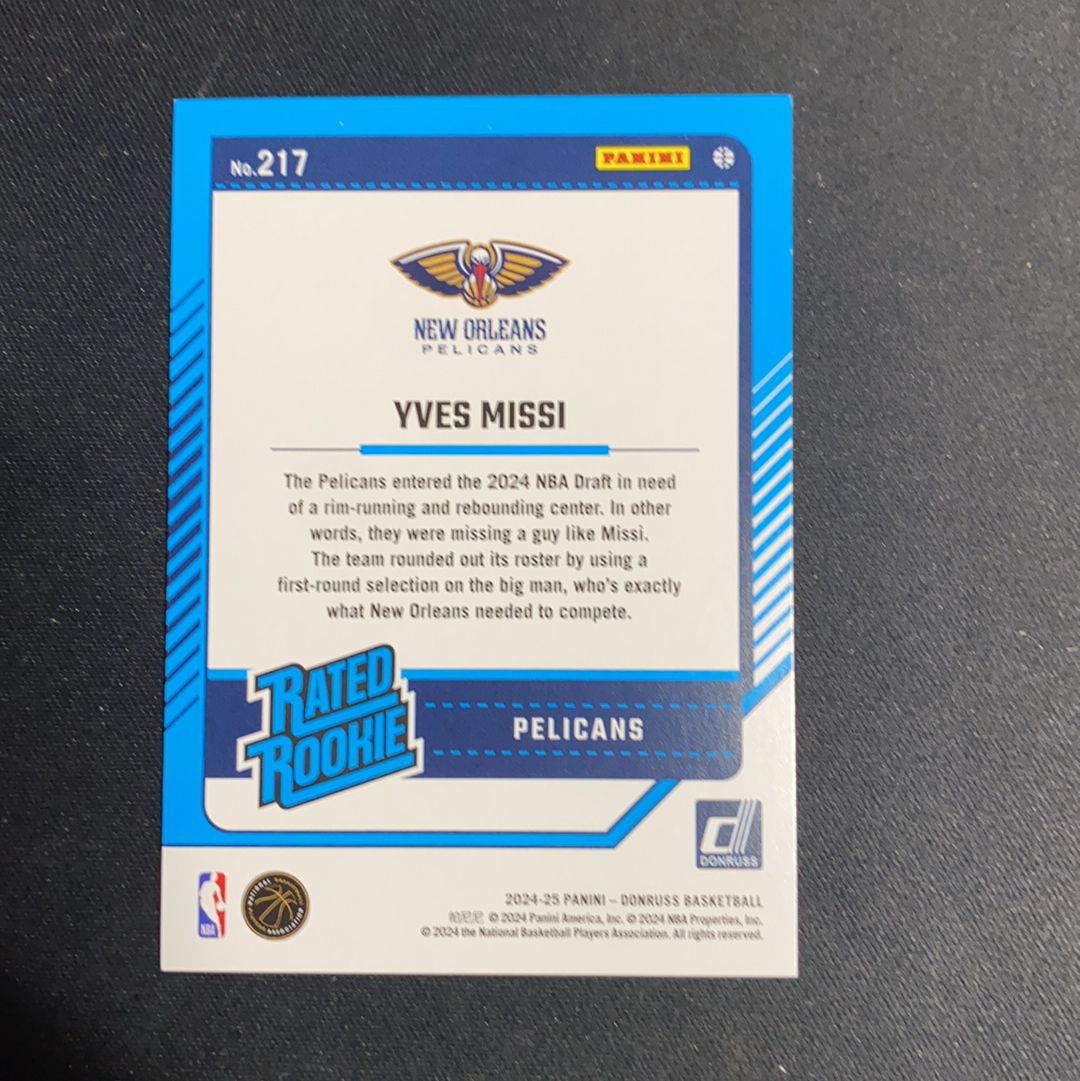 No.217
PANINI
NEW ORLEANS
PELICANS
YVES MISSI
The Pelicans entered the 2024 NBA Draft in need
of a rim-running and rebounding center. In other
words, they were missing a guy like Missi.
The team rounded out its roster by using a
first-round selection on the big man, who's exactly
what New Orleans needed to compete.
RATED
ROOKIE
PELICANS
d
DONRUSS
NBA
NATIONAL BASKETBALL
ASSOCIATION
2024-25 PANINI – DONRUSS BASKETBALL
帕尼尼 © 2024 Panini America, Inc. © 2024 NBA Properties, Inc.
© 2024 the National Basketball Players Association. All rights reserved.